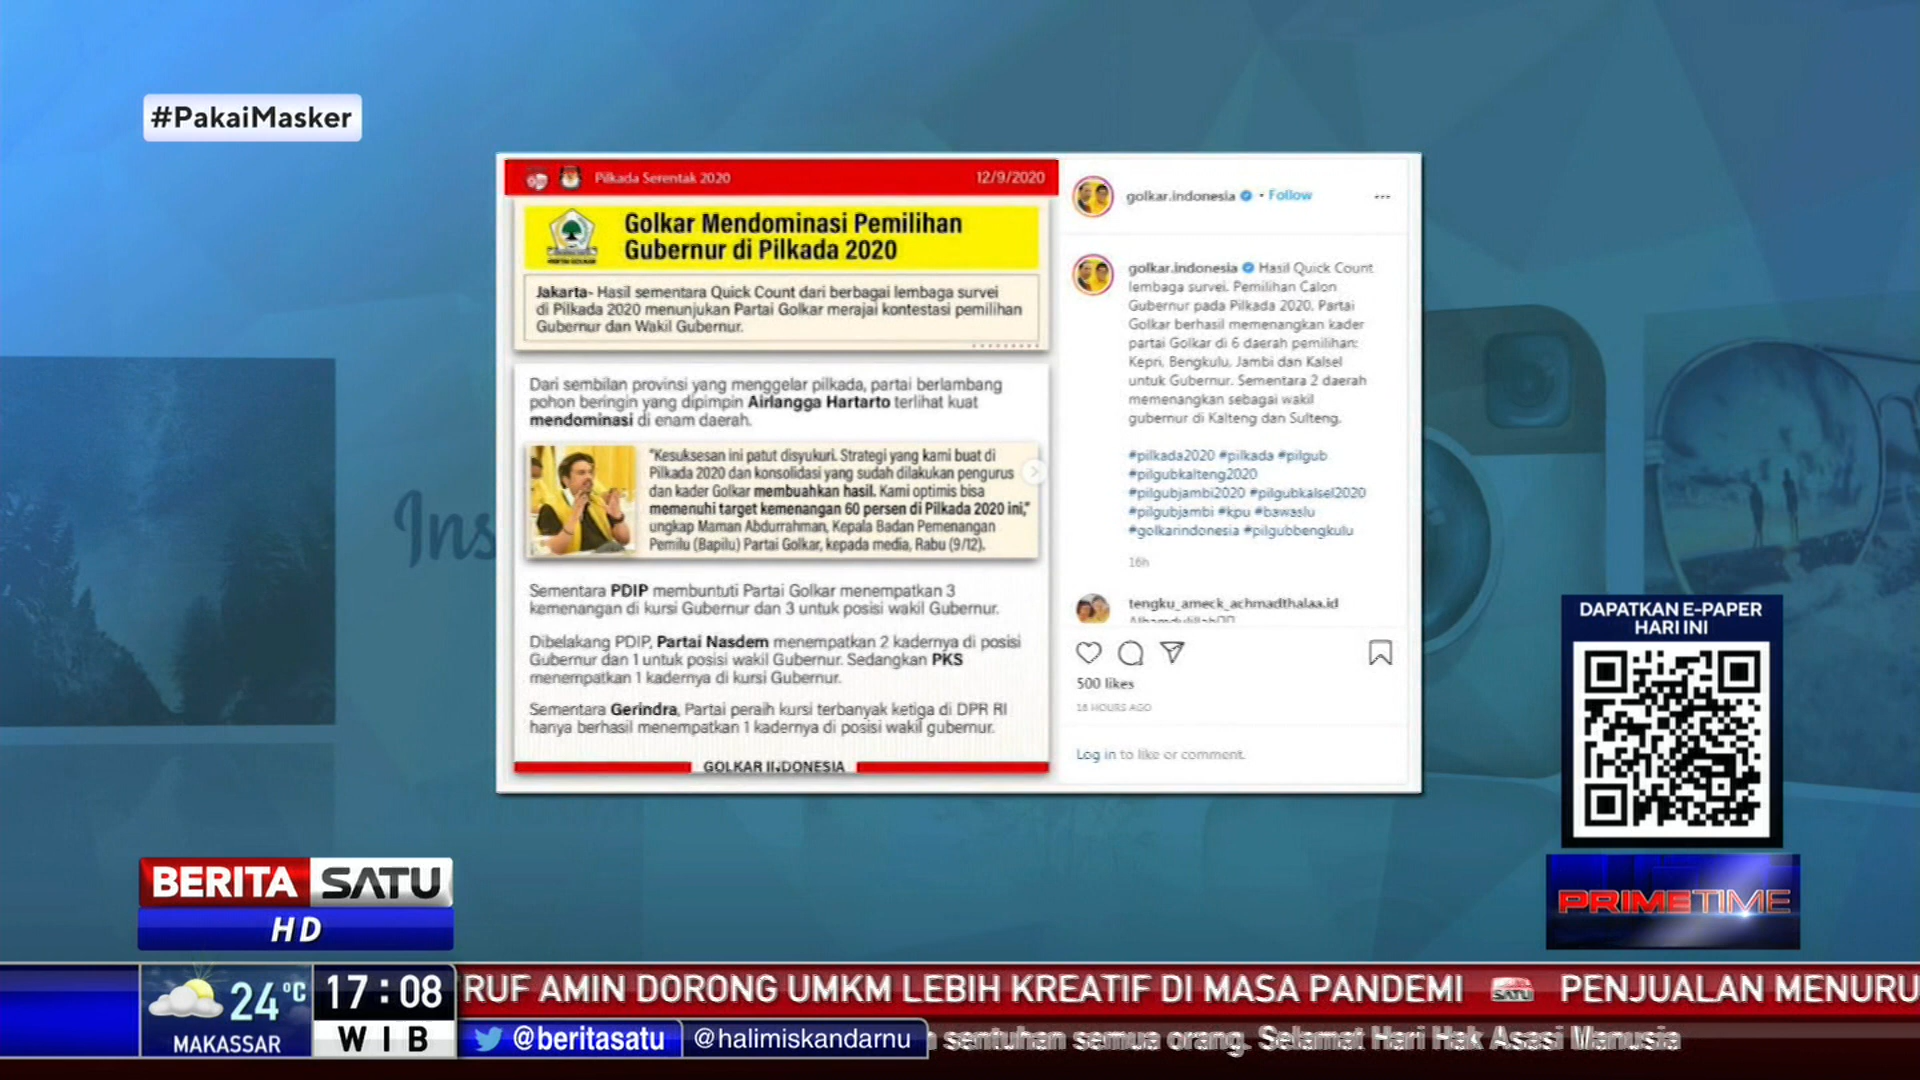 #PakaiMasker
Pilkada Serentak 2020
12/9/2020
Golkar Mendominasi Pemilihan
Gubernur di Pilkada 2020
Jakarta- Hasil sementara Quick Count dari berbagai lembaga survei
di Pilkada 2020 menunjukan Partai Golkar merajai kontestasi pemilihan
Gubernur dan Wakil Gubernur.
Dari sembilan provinsi yang menggelar pilkada, partai berlambang
pohon beringin yang dipimpin Airlangga Hartarto terlihat kuat
mendominasi di enam daerah.
"Kesuksesan ini patut disyukuri. Strategi yang kami buat di
Pilkada 2020 dan konsolidasi yang sudah dilakukan pengurus
dan kader Golkar membuahkan hasil. Kami optimis bisa
memenuhi target kemenangan 60 persen di Pilkada 2020 ini,"
ungkap Maman Abdurrahman, Kepala Badan Pemenangan
Pemilu (Bapilu) Partai Golkar, kepada media, Rabu (9/12).
Sementara PDIP membuntuti Partai Golkar menempatkan 3
kemenangan di kursi Gubernur dan 3 untuk posisi wakil Gubernur.
Dibelakang PDIP, Partai Nasdem menempatkan 2 kadernya di posisi
Gubernur dan 1 untuk posisi wakil Gubernur. Sedangkan PKS
menempatkan 1 kadernya di kursi Gubernur.
Sementara Gerindra, Partai peraih kursi terbanyak ketiga di DPR RI
hanya berhasil menempatkan 1 kadernya di posisi wakil gubernur.
GOLKAR INDONESIA
golkar.indonesia • Follow
golkar.indonesia Hasil Quick Count
lembaga survei. Pemilihan Calon
Gubernur pada Pilkada 2020. Partai
Golkar berhasil memenangkan kader
partai Golkar di 6 daerah pemilihan:
Kepri, Bengkulu, Jambi dan Kalsel
untuk Gubernur. Sementara 2 daerah
memenangkan sebagai wakil
gubernur di Kalteng dan Sulteng.
#pilkada2020 #pilkada #pilgub
#pilgubkalteng2020
#pilgubjambi2020 #pilgubkalsel2020
#pilgubjambi #kpu #bawaslu
#golkarindonesia #pilgubbengkulu
16h
tengku_ameck_achmadthalaa.id
500 likes
18 HOURS AGO
Log in to like or comment.
Ins
DAPATKAN E-PAPER
HARI INI
PRIMETIME
BERITA SATU
HD
24°C
MAKASSAR
17:08
WIB
RUF AMIN DORONG UMKM LEBIH KREATIF DI MASA PANDEMI
SATU
PENJUALAN MENURU
@beritasatu
@halimiskandarnu
sentuhan semua orang. Selamat Hari Hak Asasi Manusia